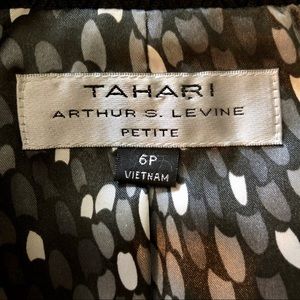 TAHARI
ARTHUR S. LEVINE
PETITE
6P
VIETNAM